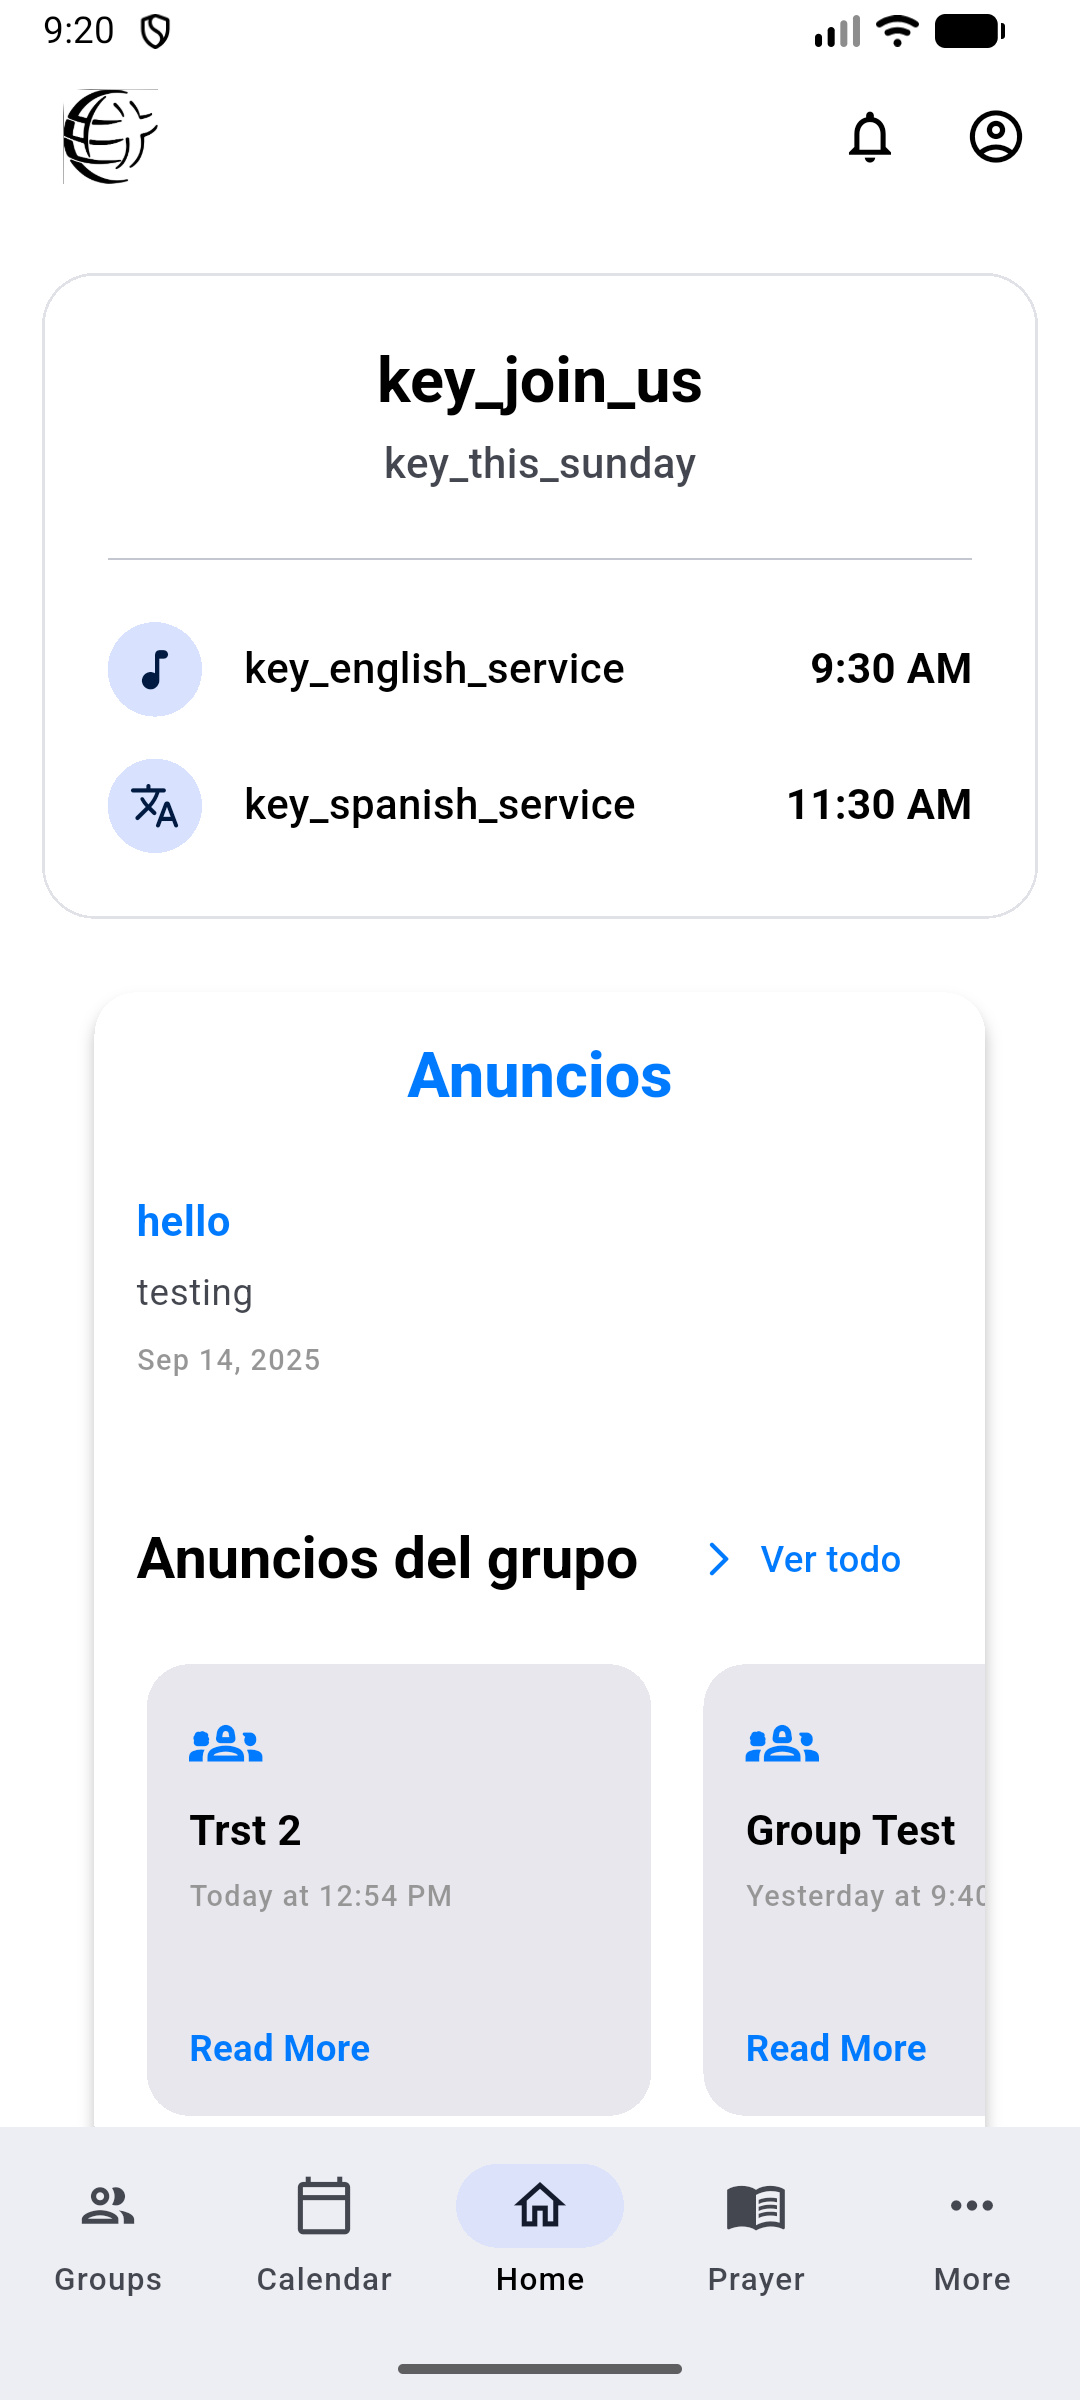 9:20
key_join_us
key_this_sunday
key_english_service 9:30 AM
key_spanish_service 11:30 AM
Anuncios
hello
testing
Sep 14, 2025
Anuncios del grupo Ver todo
Trst 2 Group Test
Today at 12:54 PM Yesterday at 9:40
Read More Read More
Groups Calendar Home Prayer More